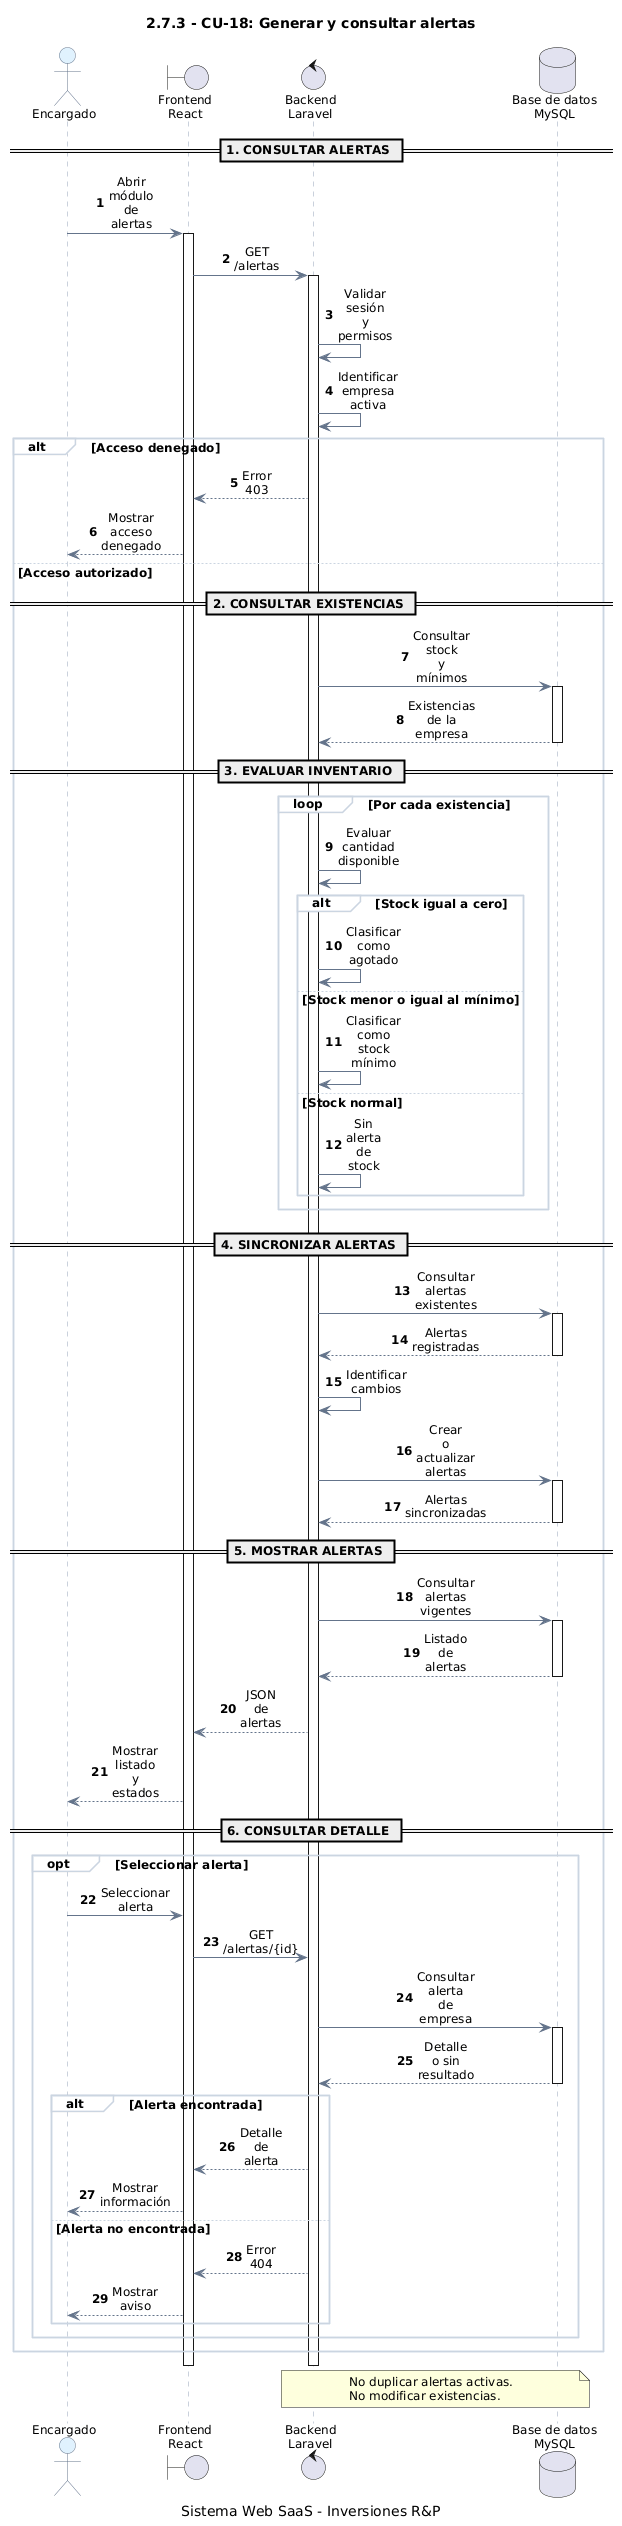 2.7.3 - CU-18: Generar y consultar alertas
Encargado
Frontend
React
Backend
Laravel
Base de datos
MySQL
1. CONSULTAR ALERTAS
1 Abrir
módulo
de
alertas
2 GET
/alertas
3 Validar
sesión
y
permisos
4 Identificar
empresa
activa
alt [Acceso denegado]
5 Error
403
6 Mostrar
acceso
denegado
[Acceso autorizado]
2. CONSULTAR EXISTENCIAS
7 Consultar
stock
y
mínimos
8 Existencias
de la
empresa
3. EVALUAR INVENTARIO
loop [Por cada existencia]
9 Evaluar
cantidad
disponible
alt [Stock igual a cero]
10 Clasificar
como
agotado
[Stock menor o igual al mínimo]
11 Clasificar
como
stock
mínimo
[Stock normal]
12 Sin
alerta
de
stock
4. SINCRONIZAR ALERTAS
13 Consultar
alertas
existentes
14 Alertas
registradas
15 Identificar
cambios
16 Crear
o
actualizar
alertas
17 Alertas
sincronizadas
5. MOSTRAR ALERTAS
18 Consultar
alertas
vigentes
19 Listado
de
alertas
20 JSON
de
alertas
21 Mostrar
listado
y
estados
6. CONSULTAR DETALLE
opt [Seleccionar alerta]
22 Seleccionar
alerta
23 GET
/alertas/{id}
24 Consultar
alerta
de
empresa
25 Detalle
o sin
resultado
alt [Alerta encontrada]
26 Detalle
de
alerta
27 Mostrar
información
[Alerta no encontrada]
28 Error
404
29 Mostrar
aviso
No duplicar alertas activas.
No modificar existencias.
Encargado
Frontend
React
Backend
Laravel
Base de datos
MySQL
Sistema Web SaaS - Inversiones R&P